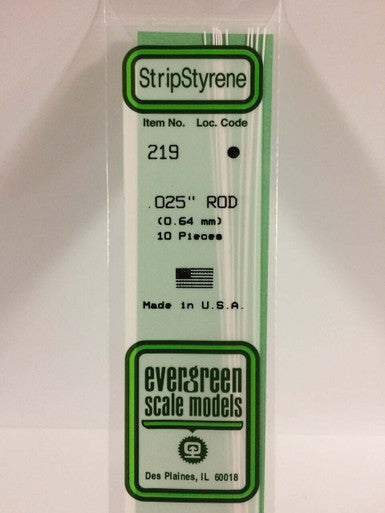 StripStyrene
Item No. Loc. Code
219 ●
.025" ROD
(0.64 mm)
10 Pieces
Made in U.S.A.
evergreen
scale models
Des Plaines, IL 60018